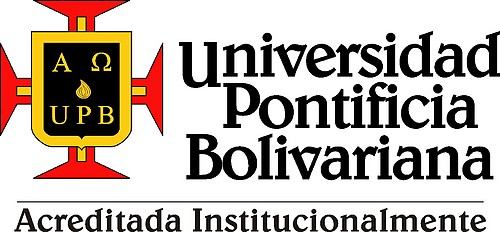 Α Ω
UPB
Universidad
Pontificia
Bolivariana
Acreditada Institucionalmente